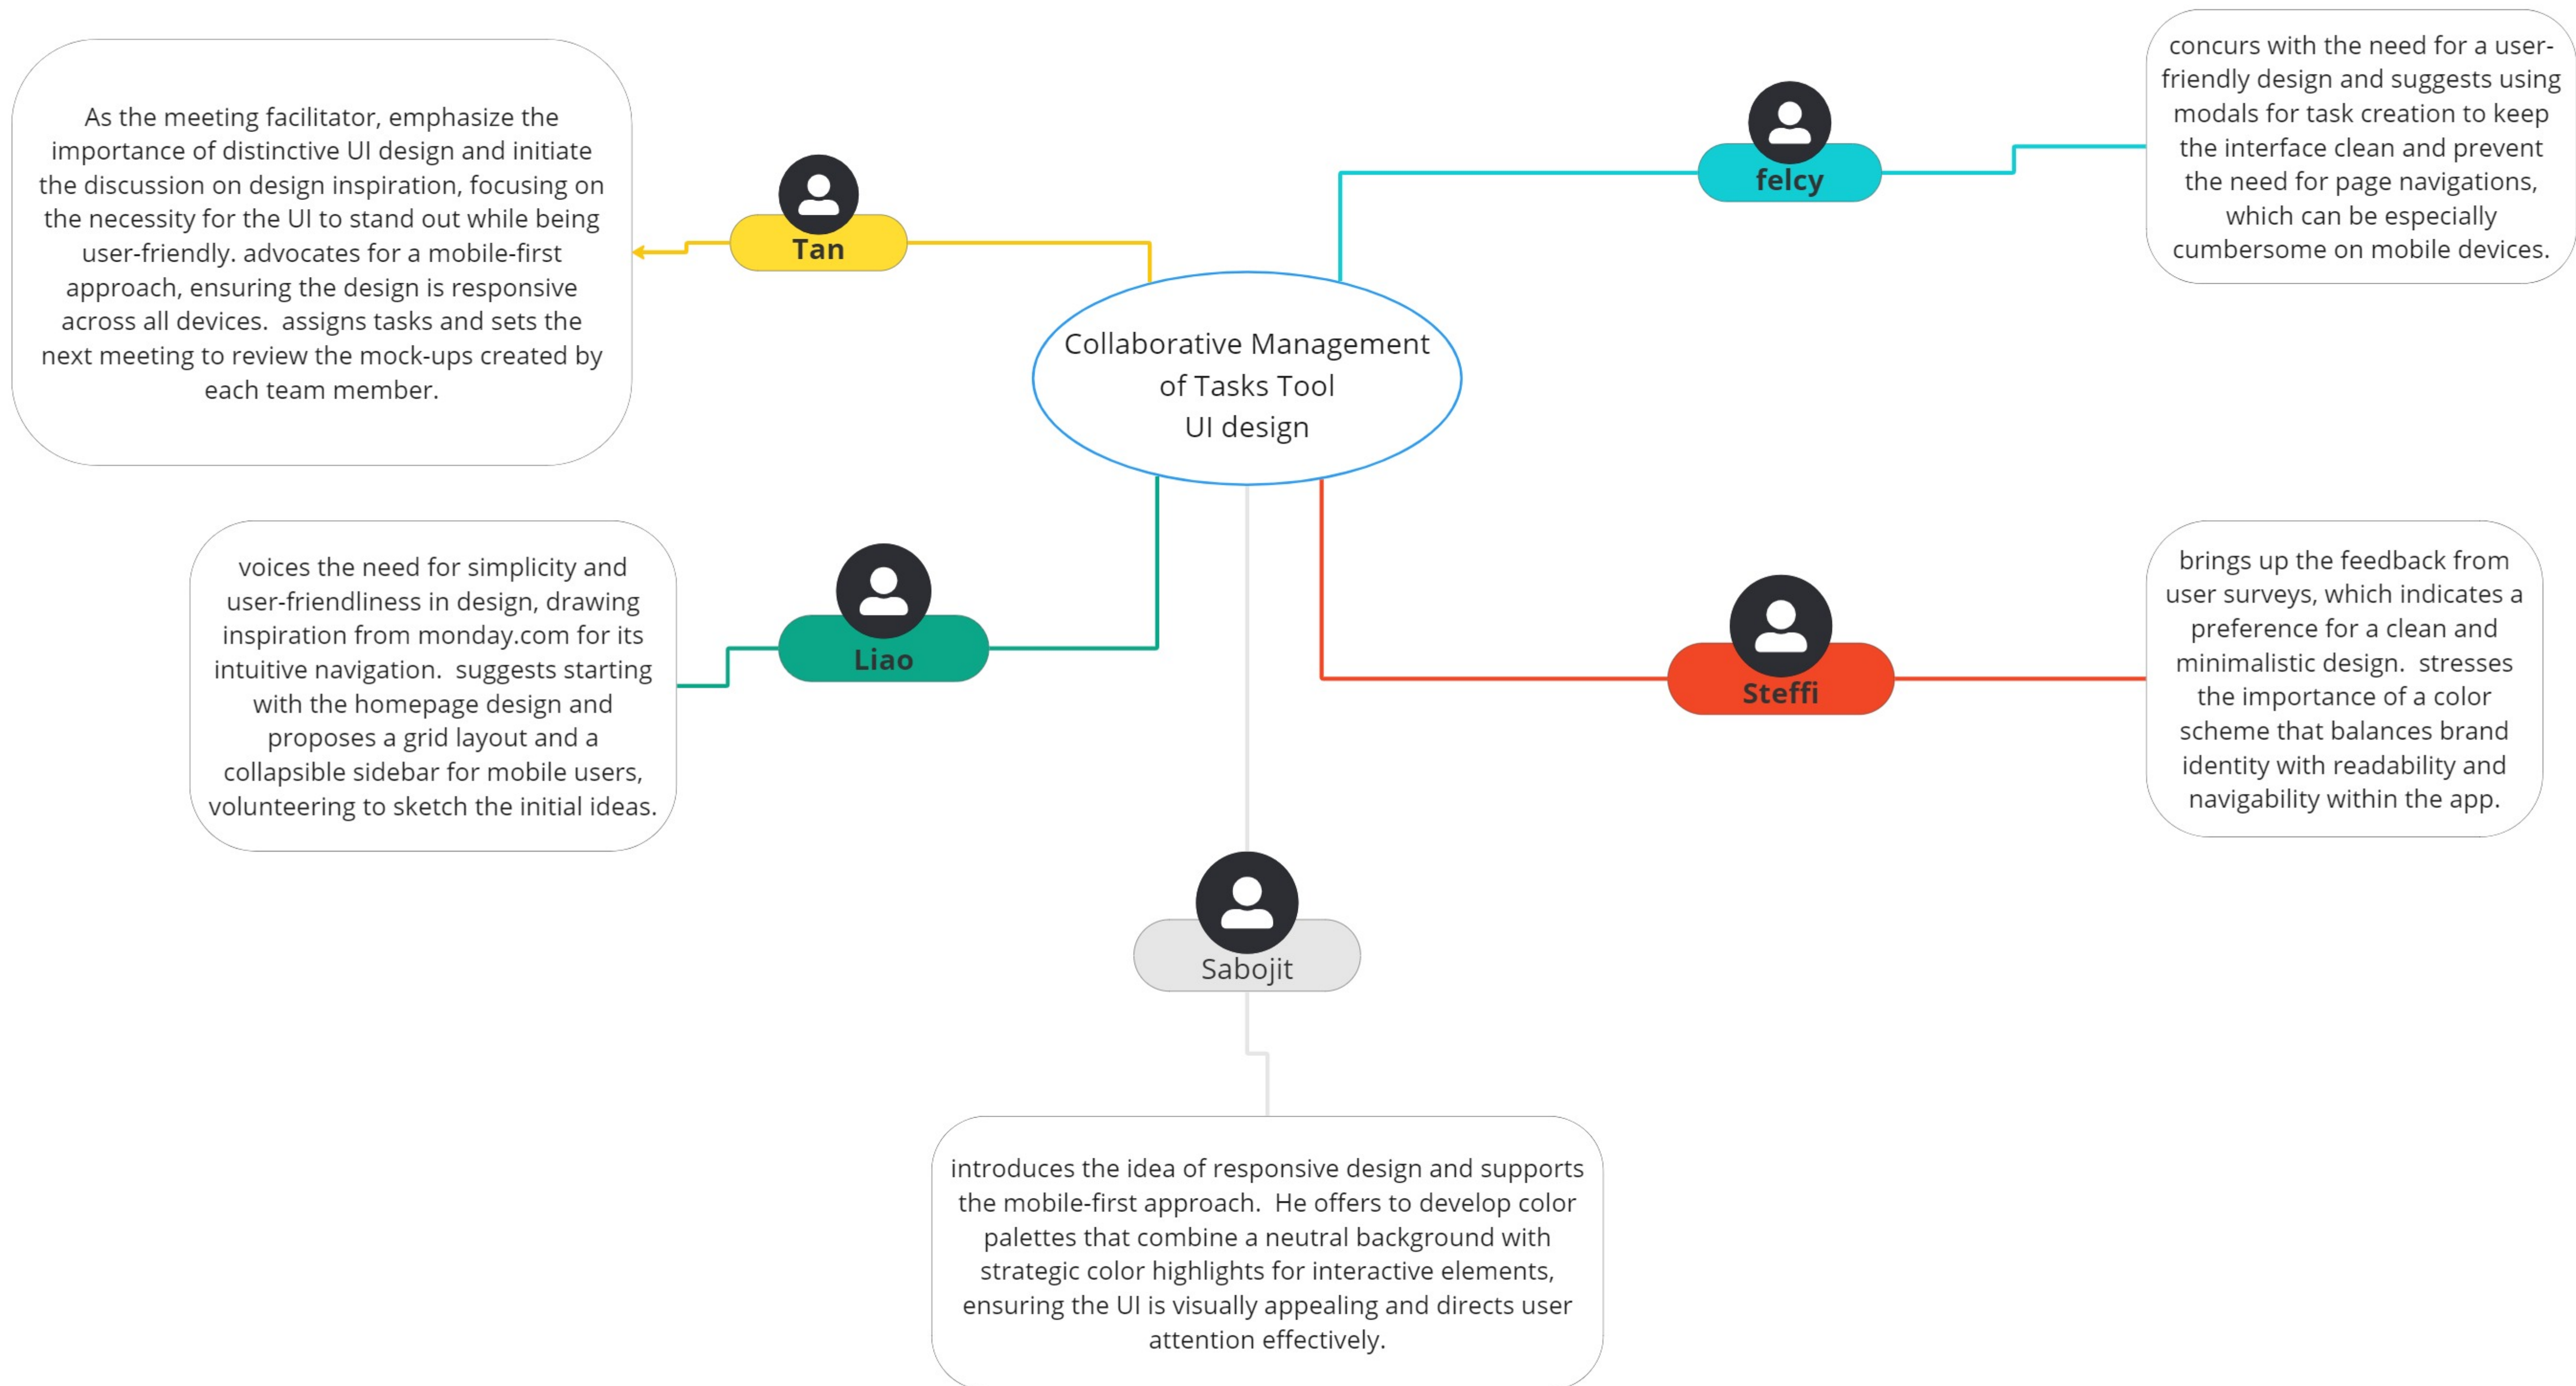 As the meeting facilitator, emphasize the
importance of distinctive UI design and initiate
the discussion on design inspiration, focusing on
the necessity for the UI to stand out while being
user-friendly. advocates for a mobile-first
approach, ensuring the design is responsive
across all devices.  assigns tasks and sets the
next meeting to review the mock-ups created by
each team member.
Tan
felcy
concurs with the need for a user-
friendly design and suggests using
modals for task creation to keep
the interface clean and prevent
the need for page navigations,
which can be especially
cumbersome on mobile devices.
Collaborative Management
of Tasks Tool
UI design
voices the need for simplicity and
user-friendliness in design, drawing
inspiration from monday.com for its
intuitive navigation.  suggests starting
with the homepage design and
proposes a grid layout and a
collapsible sidebar for mobile users,
volunteering to sketch the initial ideas.
Liao
Steffi
brings up the feedback from
user surveys, which indicates a
preference for a clean and
minimalistic design.  stresses
the importance of a color
scheme that balances brand
identity with readability and
navigability within the app.
Sabojit
introduces the idea of responsive design and supports
the mobile-first approach.  He offers to develop color
palettes that combine a neutral background with
strategic color highlights for interactive elements,
ensuring the UI is visually appealing and directs user
attention effectively.